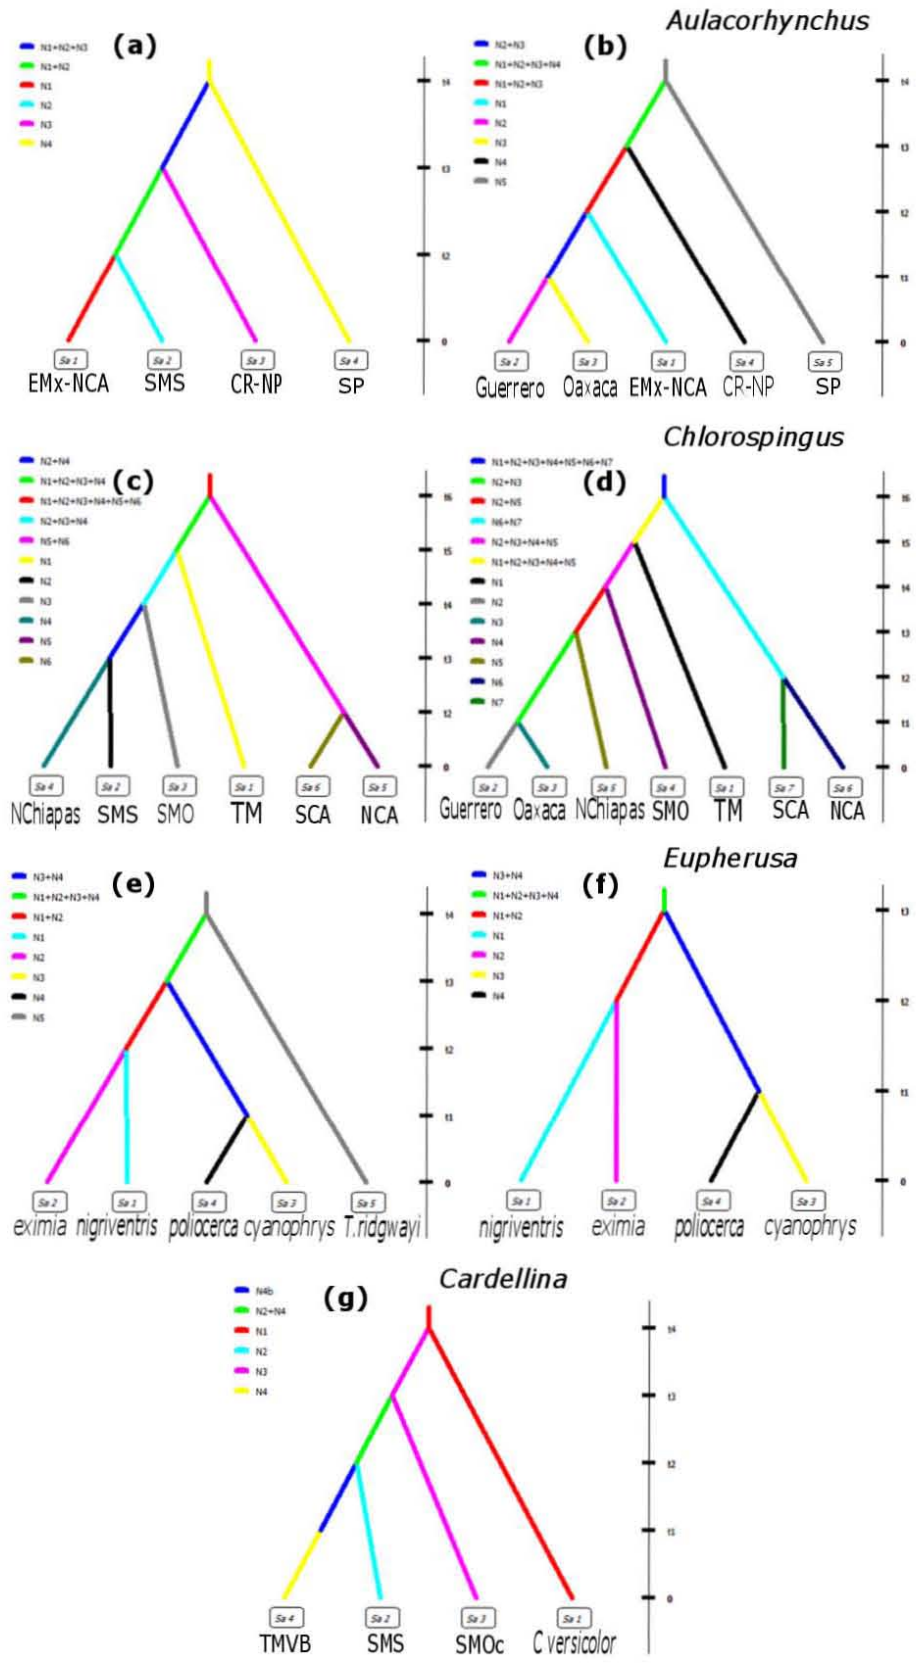 Aulacorhynchus
(a)
N1+N2+N3
N1+N2
N1
N2
N3
N4
t4
t3
t2
0
Sa 1 Sa 2 Sa 3 Sa 4
EMx-NCA SMS CR-NP SP
(b)
N2+N3
N1+N2+N3+N4
N1+N2+N3
N1
N2
N3
N4
N5
t4
t3
t2
t1
0
Sa 2 Sa 3 Sa 1 Sa 4 Sa 5
Guerrero Oaxaca EMx-NCA CR-NP SP
Chlorospingus
(c)
N2+N4
N1+N2+N3+N4
N1+N2+N3+N4+N5+N6
N2+N3+N4
N5+N6
N1
N2
N3
N4
N5
N6
t6
t5
t4
t3
t2
0
Sa 4 Sa 2 Sa 3 Sa 1 Sa 6 Sa 5
NChiapas SMS SMO TM SCA NCA
(d)
N1+N2+N3+N4+N5+N6+N7
N2+N3
N2+N5
N6+N7
N2+N3+N4+N5
N1+N2+N3+N4+N5
N1
N2
N3
N4
N5
N6
N7
t6
t5
t4
t3
t2
t1
0
Sa 2 Sa 3 Sa 5 Sa 4 Sa 1 Sa 7 Sa 6
Guerrero Oaxaca NChiapas SMO TM SCA NCA
Eupherusa
(e)
N3+N4
N1+N2+N3+N4
N1+N2
N1
N2
N3
N4
N5
t4
t3
t2
t1
0
Sa 2 Sa 1 Sa 4 Sa 3 Sa 5
eximia nigriventris poliocerca cyanophrys T.ridgwayi
(f)
N3+N4
N1+N2+N3+N4
N1+N2
N1
N2
N3
N4
t3
t2
t1
0
Sa 1 Sa 2 Sa 4 Sa 3
nigriventris eximia poliocerca cyanophrys
Cardellina
(g)
N4b
N2+N4
N1
N2
N3
N4
t4
t3
t2
t1
0
Sa 4 Sa 2 Sa 3 Sa 1
TMVB SMS SMOc C versicolor